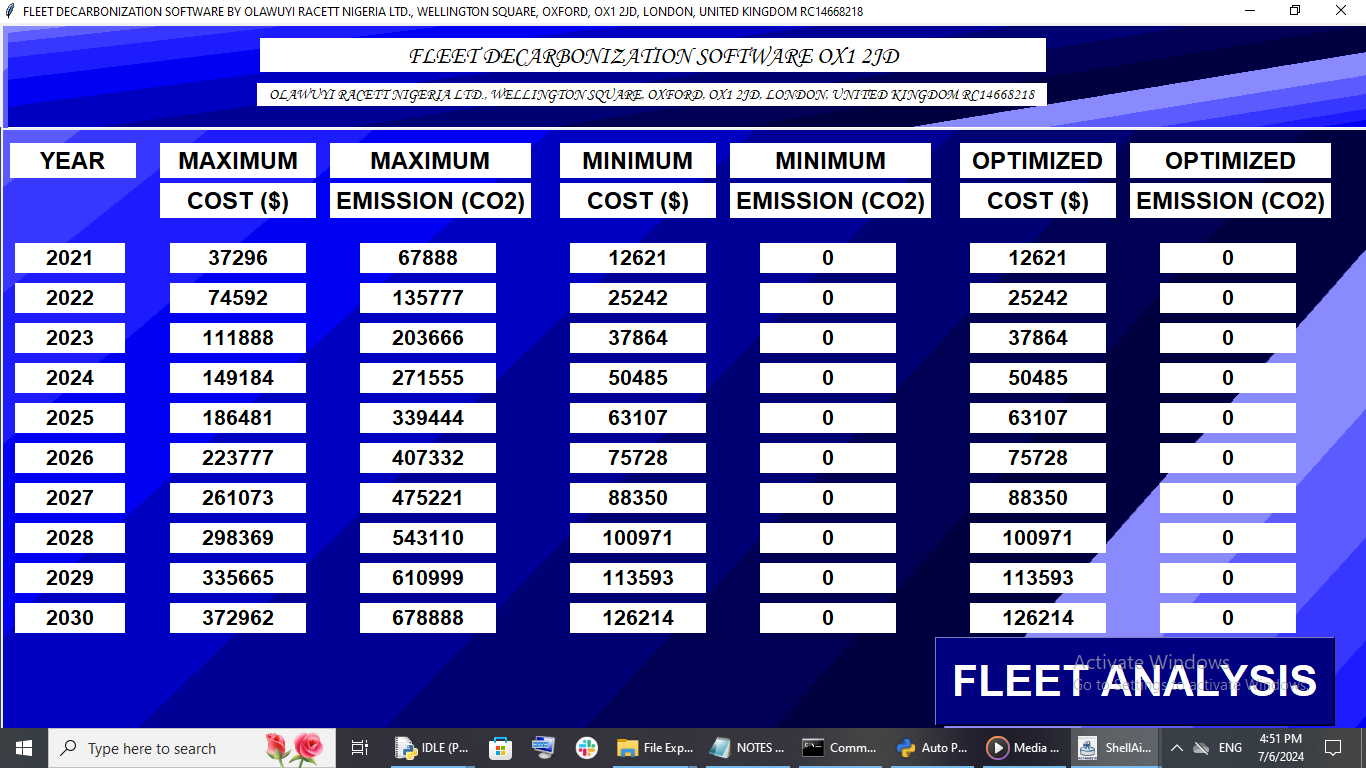 FLEET DECARBONIZATION SOFTWARE BY OLAWUYI RACETT NIGERIA LTD., WELLINGTON SQUARE, OXFORD, OX1 2JD, LONDON, UNITED KINGDOM RC14668218
FLEET DECARBONIZATION SOFTWARE OX1 2JD
OLAWUYI RACETT NIGERIA LTD., WELLINGTON SQUARE, OXFORD, OX1 2JD, LONDON, UNITED KINGDOM RC14668218
YEAR MAXIMUM MAXIMUM MINIMUM MINIMUM OPTIMIZED OPTIMIZED
COST ($) EMISSION (CO2) COST ($) EMISSION (CO2) COST ($) EMISSION (CO2)
2021 37296 67888 12621 0 12621 0
2022 74592 135777 25242 0 25242 0
2023 111888 203666 37864 0 37864 0
2024 149184 271555 50485 0 50485 0
2025 186481 339444 63107 0 63107 0
2026 223777 407332 75728 0 75728 0
2027 261073 475221 88350 0 88350 0
2028 298369 543110 100971 0 100971 0
2029 335665 610999 113593 0 113593 0
2030 372962 678888 126214 0 126214 0
Activate Windows
FLEET ANALYSIS
Go to Settings to activate Windows.
Type here to search IDLE (P... File Exp... NOTES ... Comm... Auto P... Media ... ShellAi... ENG 4:51 PM
7/6/2024